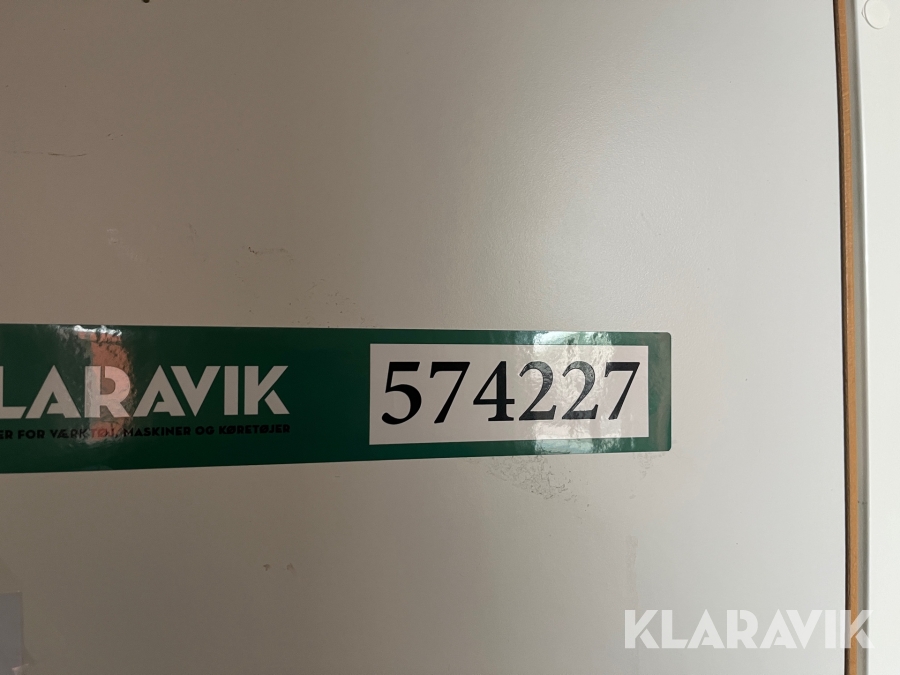 LARAVIK
574227
ER FOR VÆRKTØJ, MASKINER OG KØRETØJER
KLARAVIK